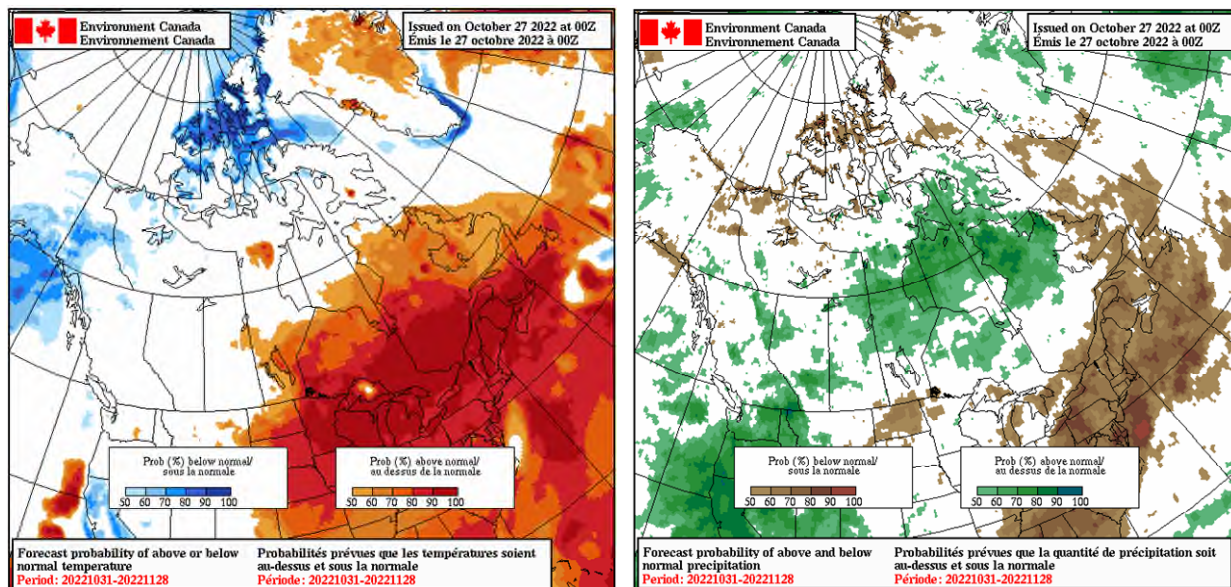 Environment Canada
Environnement Canada
Issued on October 27 2022 at 00Z
Émis le 27 octobre 2022 à 00Z
Prob (%) below normal/
sous la normale
50 60 70 80 90 100
Prob (%) above normal/
au dessus de la normale
50 60 70 80 90 100
Forecast probability of above or below
normal temperature
Period: 20221031-20221128
Probabilités prévues que les températures soient
au-dessus et sous la normale
Période: 20221031-20221128
Environment Canada
Environnement Canada
Issued on October 27 2022 at 00Z
Émis le 27 octobre 2022 à 00Z
Prob (%) below normal/
sous la normale
50 60 70 80 90 100
Prob (%) above normal/
au dessus de la normale
50 60 70 80 90 100
Forecast probability of above and below
normal precipitation
Period: 20221031-20221128
Probabilités prévues que la quantité de précipitation soit
au-dessus et sous la normale
Période: 20221031-20221128